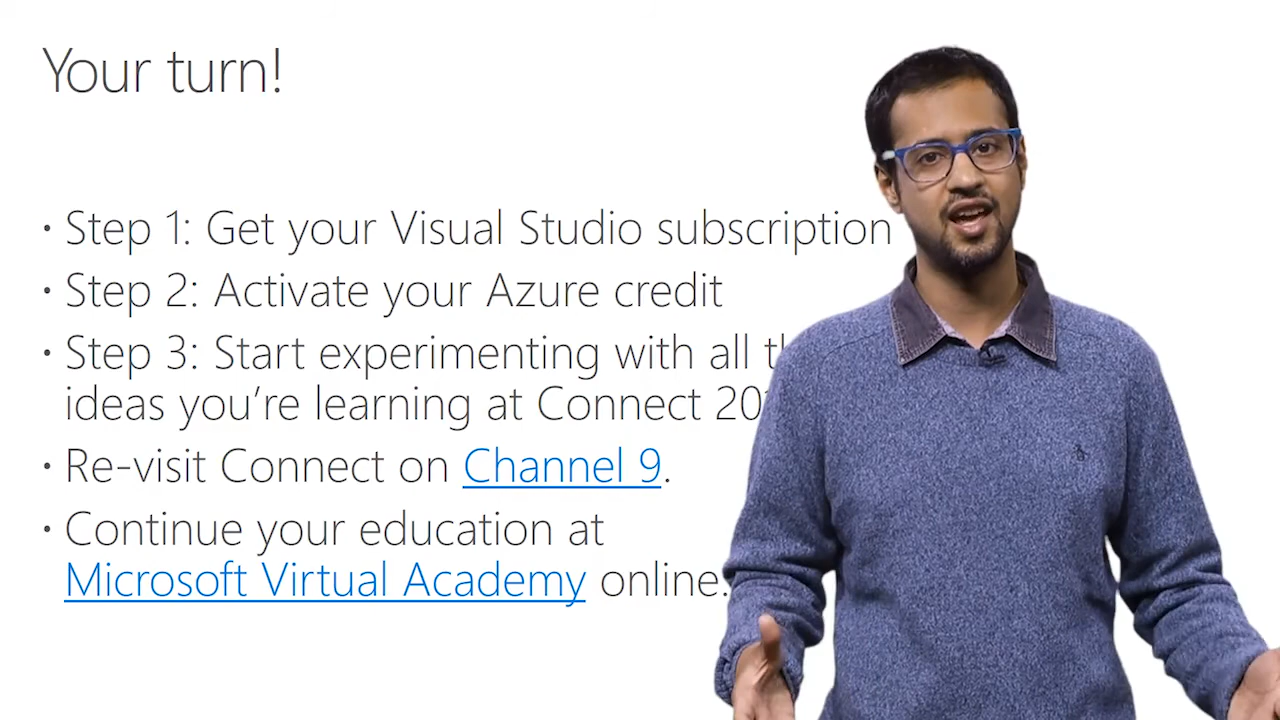 Your turn!
• Step 1: Get your Visual Studio subscription
• Step 2: Activate your Azure credit
• Step 3: Start experimenting with all
ideas you’re learning at Connect
• Re-visit Connect on Channel 9.
• Continue your education at
Microsoft Virtual Academy online.